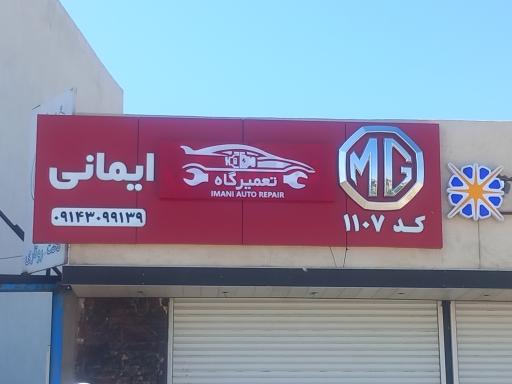 ایمانی
۰۹۱۴۳۰۹۹۱۳۹
تعمیرگاه
IMANI AUTO REPAIR
MG
کد ۱۱۰۷